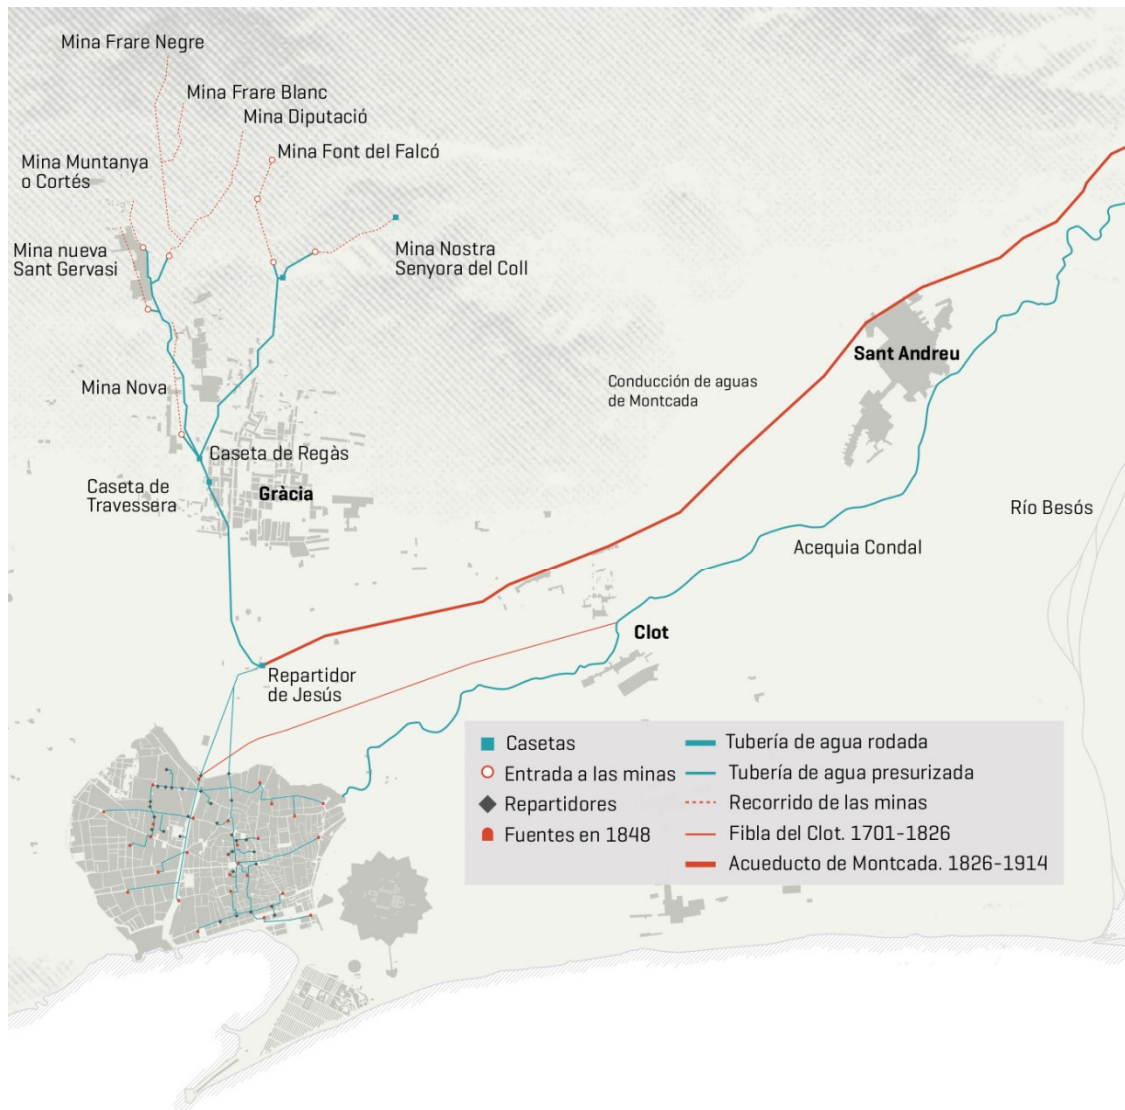 Mina Frare Negre
Mina Frare Blanc
Mina Diputació
Mina Font del Falcó
Mina Muntanya
o Cortés
Mina nueva
Sant Gervasi
Mina Nostra
Senyora del Coll
Sant Andreu
Conducción de aguas
de Montcada
Mina Nova
Caseta de Regàs
Caseta de
Travessera
Gràcia
Río Besós
Acequia Condal
Clot
Repartidor
de Jesús
Casetas
Entrada a las minas
Repartidores
Fuentes en 1848
Tubería de agua rodada
Tubería de agua presurizada
Recorrido de las minas
Fibla del Clot. 1701-1826
Acueducto de Montcada. 1826-1914